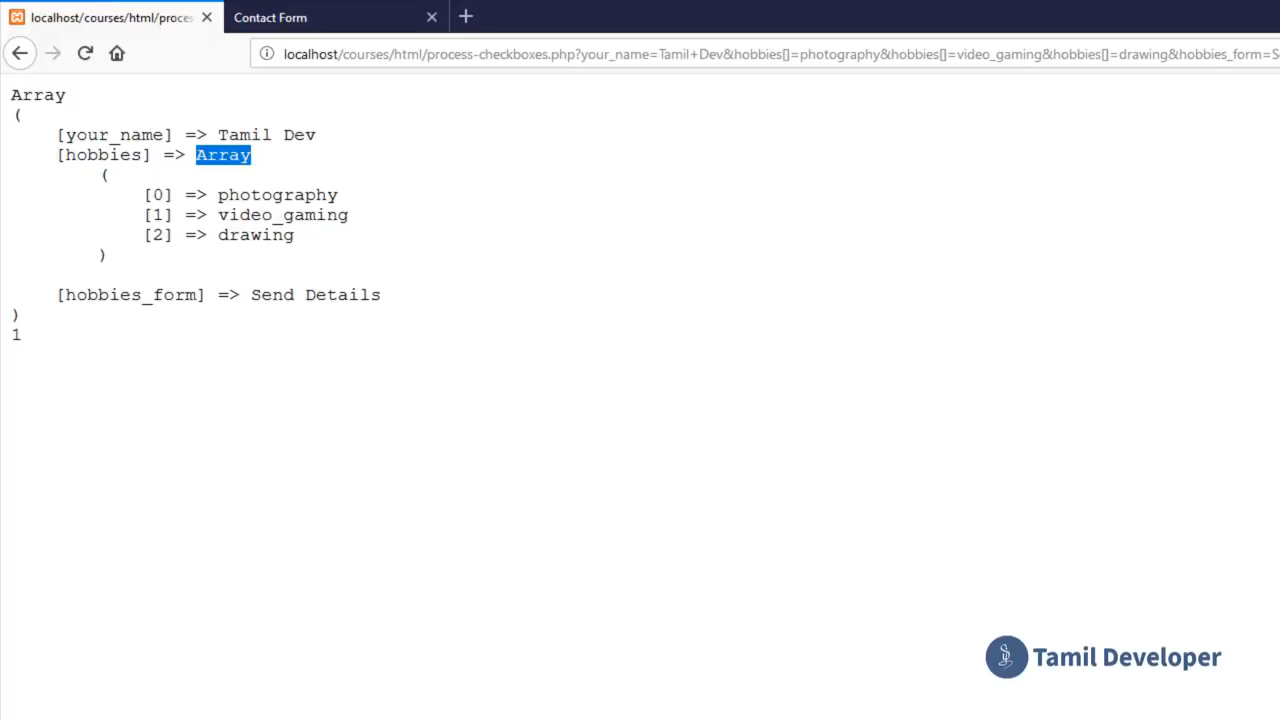 localhost/courses/html/proces
Contact Form
localhost/courses/html/process-checkboxes.php?your_name=Tamil+Dev&hobbies[]=photography&hobbies[]=video_gaming&hobbies[]=drawing&hobbies_form=S
Array
(
[your_name] => Tamil Dev
[hobbies] => Array
(
[0] => photography
[1] => video_gaming
[2] => drawing
)
[hobbies_form] => Send Details
)
1
Tamil Developer